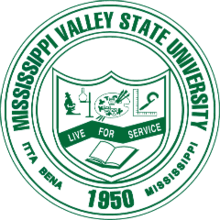 MISSISSIPPI VALLEY STATE UNIVERSITY
LIVE FOR SERVICE
ITTA BENA
MISSISSIPPI
1950